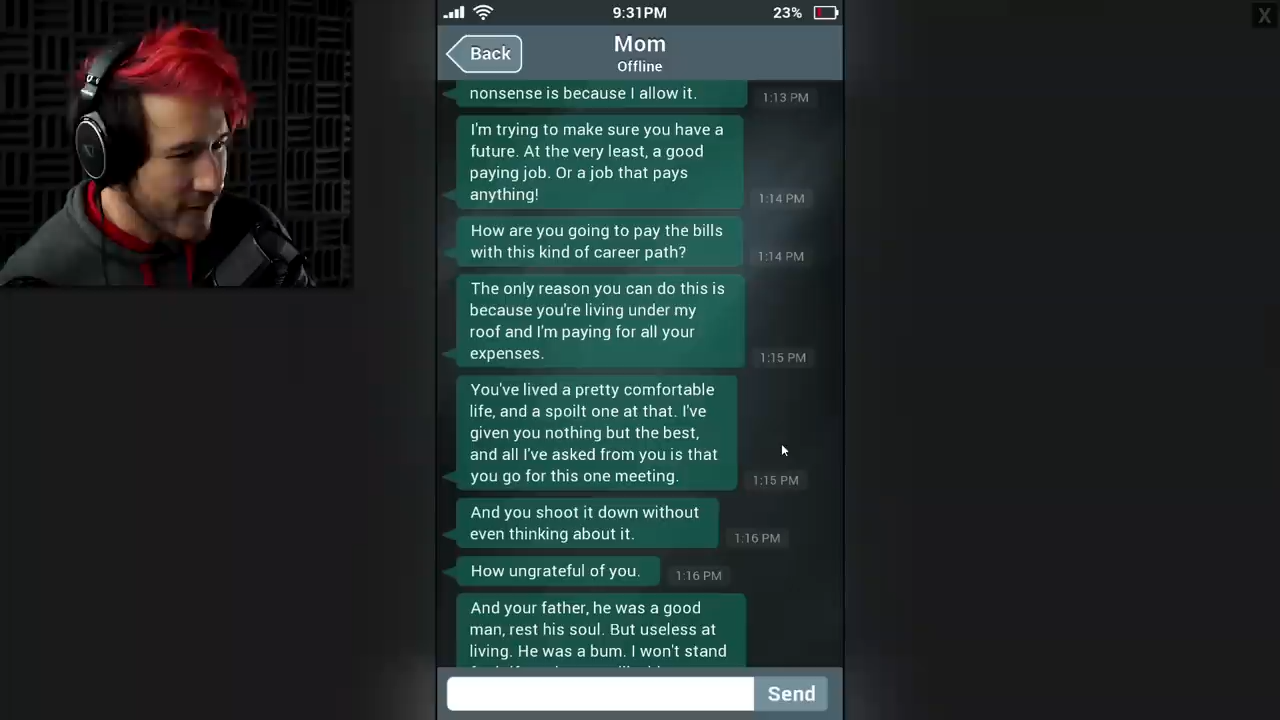 9:31PM
23%
X
Back
Mom
Offline
nonsense is because I allow it.
1:13 PM
I'm trying to make sure you have a
future. At the very least, a good
paying job. Or a job that pays
anything!
1:14 PM
How are you going to pay the bills
with this kind of career path?
1:14 PM
The only reason you can do this is
because you're living under my
roof and I'm paying for all your
expenses.
1:15 PM
You've lived a pretty comfortable
life, and a spoilt one at that. I've
given you nothing but the best,
and all I've asked from you is that
you go for this one meeting.
1:15 PM
And you shoot it down without
even thinking about it.
1:16 PM
How ungrateful of you.
1:16 PM
And your father, he was a good
man, rest his soul. But useless at
living. He was a bum. I won't stand
Send